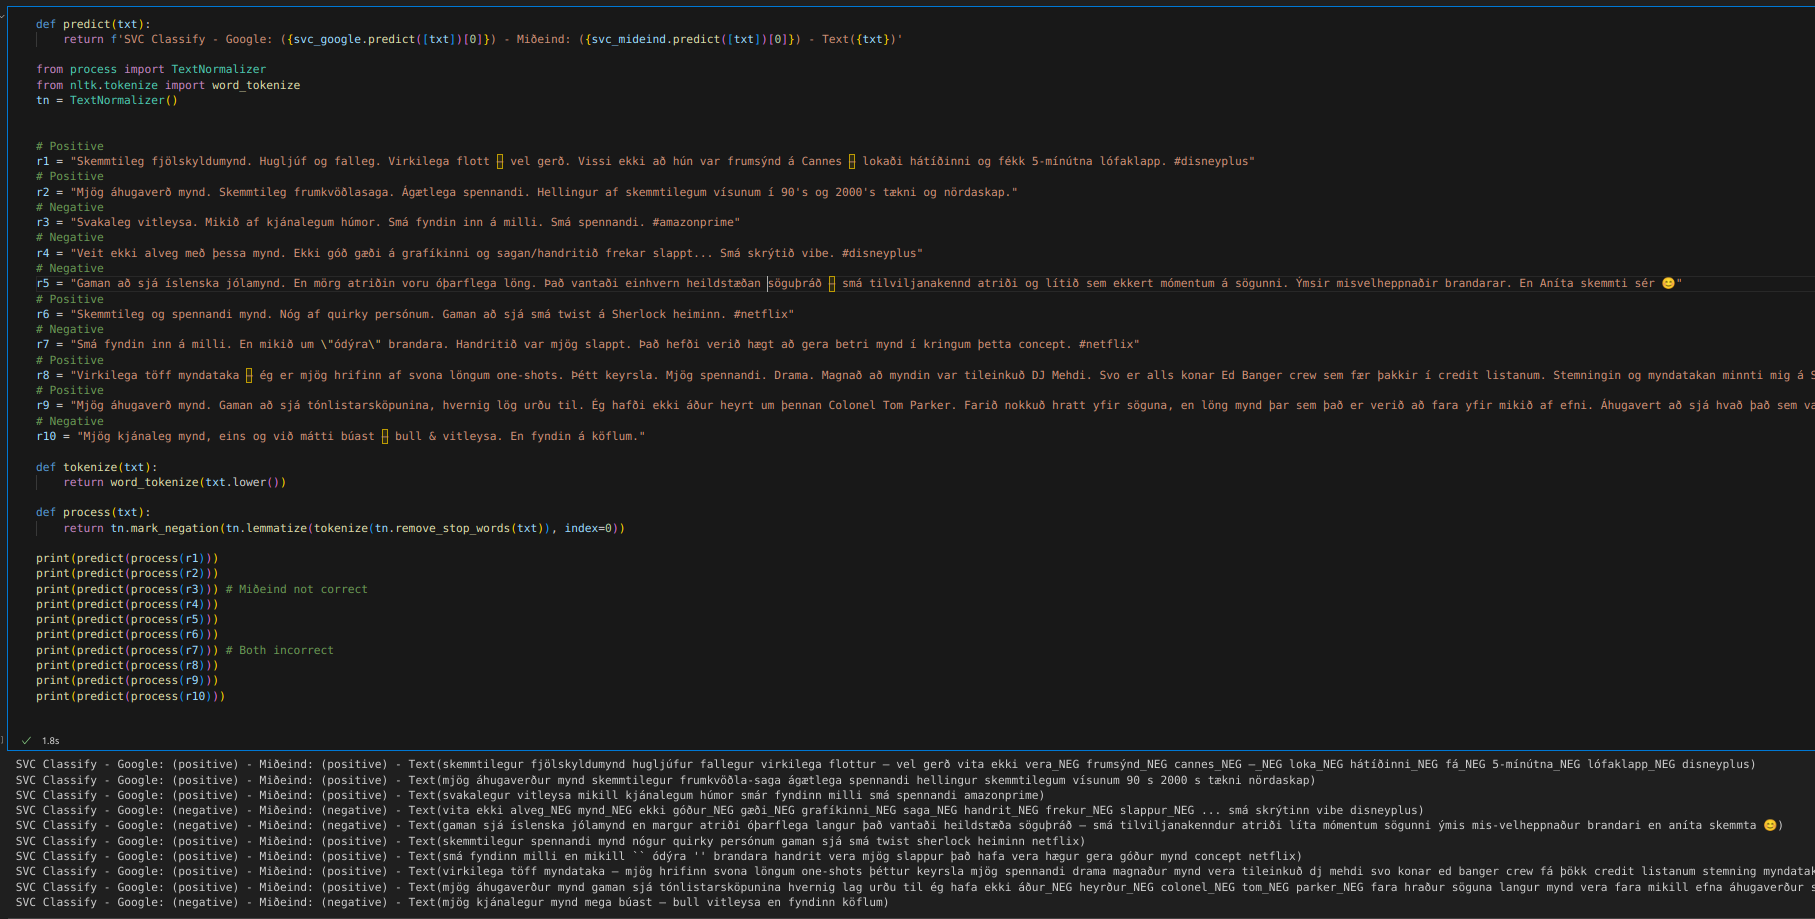 def predict(txt):
return f'SVC Classify - Google: ({svc_google.predict([txt])[0]}) - Miðeind: ({svc_mideind.predict([txt])[0]}) - Text({txt})'
from process import TextNormalizer
from nltk.tokenize import word_tokenize
tn = TextNormalizer()
# Positive
r1 = "Skemmtileg fjölskyldumynd. Hugljúf og falleg. Virkilega flott – vel gerð. Vissi ekki að hún var frumsýnd á Cannes – lokaði hátíðinni og fékk 5-mínútna lófaklapp. #disneyplus"
# Positive
r2 = "Mjög áhugaverð mynd. Skemmtileg frumkvöðlasaga. Ágætlega spennandi. Hellingur af skemmtilegum vísunum í 90's og 2000's tækni og nördaskap."
# Negative
r3 = "Svakaleg vitleysa. Mikið af kjánalegum húmor. Smá fyndin inn á milli. Smá spennandi. #amazonprime"
# Negative
r4 = "Veit ekki alveg með þessa mynd. Ekki góð gæði á grafíkinni og sagan/handritið frekar slappt... Smá skrýtið vibe. #disneyplus"
# Negative
r5 = "Gaman að sjá íslenska jólamynd. En mörg atriðin voru óþarflega löng. Það vantaði einhvern heildstæðan söguþráð – smá tilviljanakennd atriði og lítið sem ekkert mómentum á sögunni. Ýmsir misvelheppnaðir brandarar. En Aníta skemmti sér 😊"
# Positive
r6 = "Skemmtileg og spennandi mynd. Nóg af quirky persónum. Gaman að sjá smá twist á Sherlock heiminn. #netflix"
# Negative
r7 = "Smá fyndin inn á milli. En mikið um \"ódýra\" brandara. Handritið var mjög slappt. Það hefði verið hægt að gera betri mynd í kringum þetta concept. #netflix"
# Positive
r8 = "Virkilega töff myndataka – ég er mjög hrifinn af svona löngum one-shots. Þétt keyrsla. Mjög spennandi. Drama. Magnað að myndin var tileinkuð DJ Mehdi. Svo er alls konar Ed Banger crew sem fær þakkir í credit listanum. Stemningin og myndatakan minnti mig á
# Positive
r9 = "Mjög áhugaverð mynd. Gaman að sjá tónlistarsköpunina, hvernig lög urðu til. Ég hafði ekki áður heyrt um þennan Colonel Tom Parker. Farið nokkuð hratt yfir söguna, en löng mynd þar sem það er verið að fara yfir mikið af efni. Áhugavert að sjá hvað það sem va
# Negative
r10 = "Mjög kjánaleg mynd, eins og við mátti búast – bull & vitleysa. En fyndin á köflum."
def tokenize(txt):
return word_tokenize(txt.lower())
def process(txt):
return tn.mark_negation(tn.lemmatize(tokenize(tn.remove_stop_words(txt)), index=0))
print(predict(process(r1)))
print(predict(process(r2)))
print(predict(process(r3))) # Miðeind not correct
print(predict(process(r4)))
print(predict(process(r5)))
print(predict(process(r6)))
print(predict(process(r7))) # Both incorrect
print(predict(process(r8)))
print(predict(process(r9)))
print(predict(process(r10)))
1.8s
SVC Classify - Google: (positive) - Miðeind: (positive) - Text(skemmtilegur fjölskyldumynd hugljúfur fallegur virkilega flottur – vel gerð vita ekki vera_NEG frumsýnd_NEG cannes_NEG –_NEG loka_NEG hátíðinni_NEG fá_NEG 5-mínútna_NEG lófaklapp_NEG disneyplus)
SVC Classify - Google: (positive) - Miðeind: (positive) - Text(mjög áhugaverður mynd skemmtilegur frumkvöðla-saga ágætlega spennandi hellingur skemmtilegum vísunum 90 s 2000 s tækni nördaskap)
SVC Classify - Google: (positive) - Miðeind: (positive) - Text(svakalegur vitleysa mikill kjánalegum húmor smár fyndinn milli smá spennandi amazonprime)
SVC Classify - Google: (negative) - Miðeind: (negative) - Text(vita ekki alveg_NEG mynd_NEG ekki góður_NEG gæði_NEG grafíkinni_NEG saga_NEG handrit_NEG frekur_NEG slappur_NEG ... smá skrýtinn vibe disneyplus)
SVC Classify - Google: (negative) - Miðeind: (negative) - Text(gaman sjá íslenska jólamynd en margur atriði óþarflega langur það vantaði heildstæða söguþráð – smá tilviljanakenndur atriði líta mómentum sögunni ýmis mis-velheppnaður brandari en aníta skemmta 😊)
SVC Classify - Google: (positive) - Miðeind: (positive) - Text(skemmtilegur spennandi mynd nógur quirky persónum gaman sjá smá twist sherlock heiminn netflix)
SVC Classify - Google: (positive) - Miðeind: (positive) - Text(smá fyndinn milli en mikill `` ódýra '' brandara handrit vera mjög slappur það hafa vera hægur gera góður mynd concept netflix)
SVC Classify - Google: (positive) - Miðeind: (positive) - Text(virkilega töff myndataka – mjög hrifinn svona löngum one-shots þéttur keyrsla mjög spennandi drama magnaður mynd vera tileinkuð dj mehdi svo konar ed banger crew fá þökk credit listanum stemning myndatak
SVC Classify - Google: (positive) - Miðeind: (positive) - Text(mjög áhugaverður mynd gaman sjá tónlistarsköpunina hvernig lag urðu til ég hafa ekki áður_NEG heyrður_NEG colonel_NEG tom_NEG parker_NEG fara hraður söguna langur mynd vera fara mikill efna áhugaverður s
SVC Classify - Google: (negative) - Miðeind: (negative) - Text(mjög kjánalegur mynd mega búast – bull vitleysa en fyndinn köflum)